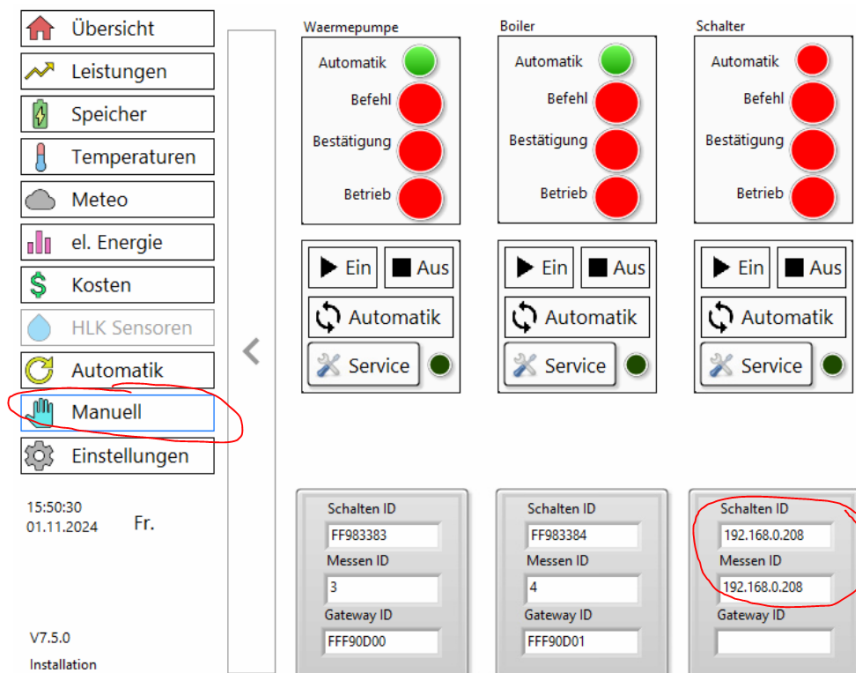 Übersicht
Leistungen
Speicher
Temperaturen
Meteo
el. Energie
Kosten
HLK Sensoren
Automatik
Manuell
Einstellungen
15:50:30
01.11.2024
Fr.
V7.5.0
Installation
Waermepumpe
Automatik
Befehl
Bestätigung
Betrieb
Ein Aus
Automatik
Service
Schalten ID
FF983383
Messen ID
3
Gateway ID
FFF90D00
Boiler
Automatik
Befehl
Bestätigung
Betrieb
Ein Aus
Automatik
Service
Schalten ID
FF983384
Messen ID
4
Gateway ID
FFF90D01
Schalter
Automatik
Befehl
Bestätigung
Betrieb
Ein Aus
Automatik
Service
Schalten ID
192.168.0.208
Messen ID
192.168.0.208
Gateway ID